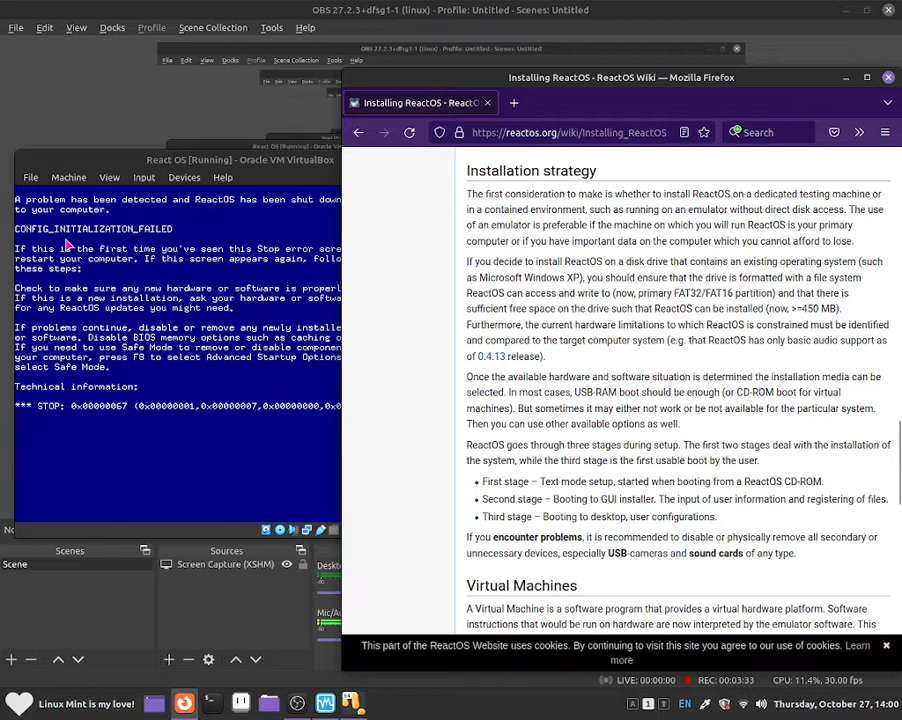 OBS 27.2.3+dfsg1-1 (linux) - Profile: Untitled - Scenes: Untitled
File Edit View Docks Profile Scene Collection Tools Help
OBS 27.2.3+dfsg1-1 (linux) - Profile: Untitled - Scenes: Untitled
File Edit View Docks Profile Scene Collection Tools Help
Installing ReactOS - ReactOS Wiki — Mozilla Firefox
Installing ReactOS - ReactO
https://reactos.org/wiki/Installing_ReactOS
Search
React OS [Running] - Oracle VM VirtualBox
File Machine View Input Devices Help
A problem has been detected and ReactOS has been shut down
to your computer.
CONFIG_INITIALIZATION_FAILED
If this is the first time you've seen this Stop error scre
restart your computer. If this screen appears again, follo
these steps:
Check to make sure any new hardware or software is properl
If this is a new installation, ask your hardware or softwa
for any ReactOS updates you might need.
If problems continue, disable or remove any newly installe
or software. Disable BIOS memory options such as caching o
If you need to use Safe Mode to remove or disable componen
your computer, press F8 to select Advanced Startup Options
select Safe Mode.
Technical information:
*** STOP: 0x00000067 (0x00000001,0x00000007,0x00000000,0x0
Installation strategy
The first consideration to make is whether to install ReactOS on a dedicated testing machine or
in a contained environment, such as running on an emulator without direct disk access. The use
of an emulator is preferable if the machine on which you will run ReactOS is your primary
computer or if you have important data on the computer which you cannot afford to lose.
If you decide to install ReactOS on a disk drive that contains an existing operating system (such
as Microsoft Windows XP), you should ensure that the drive is formatted with a file system
ReactOS can access and write to (now, primary FAT32/FAT16 partition) and that there is
sufficient free space on the drive such that ReactOS can be installed (now, >=450 MB).
Furthermore, the current hardware limitations to which ReactOS is constrained must be identified
and compared to the target computer system (e.g. that ReactOS has only basic audio support as
of 0.4.13 release).
Once the available hardware and software situation is determined the installation media can be
selected. In most cases, USB-RAM boot should be enough (or CD-ROM boot for virtual
machines). But sometimes it may either not work or be not available for the particular system.
Then you can use other available options as well.
ReactOS goes through three stages during setup. The first two stages deal with the installation of
the system, while the third stage is the first usable boot by the user.
• First stage – Text mode setup, started when booting from a ReactOS CD-ROM.
• Second stage – Booting to GUI installer. The input of user information and registering of files.
• Third stage – Booting to desktop, user configurations.
If you encounter problems, it is recommended to disable or physically remove all secondary or
unnecessary devices, especially USB-cameras and sound cards of any type.
Virtual Machines
A Virtual Machine is a software program that provides a virtual hardware platform. Software
instructions that would be run on hardware are now interpreted by the emulator software. This
This part of the ReactOS Website uses cookies. By continuing to visit this site you agree to our use of cookies. Learn
more
No
Scenes
Scene
Sources
Screen Capture (XSHM)
Deskto
Mic/Au
LIVE: 00:00:00 REC: 00:03:33 CPU: 11.4%, 30.00 fps
Linux Mint is my love!
A 1 EN Thursday, October 27, 14:00